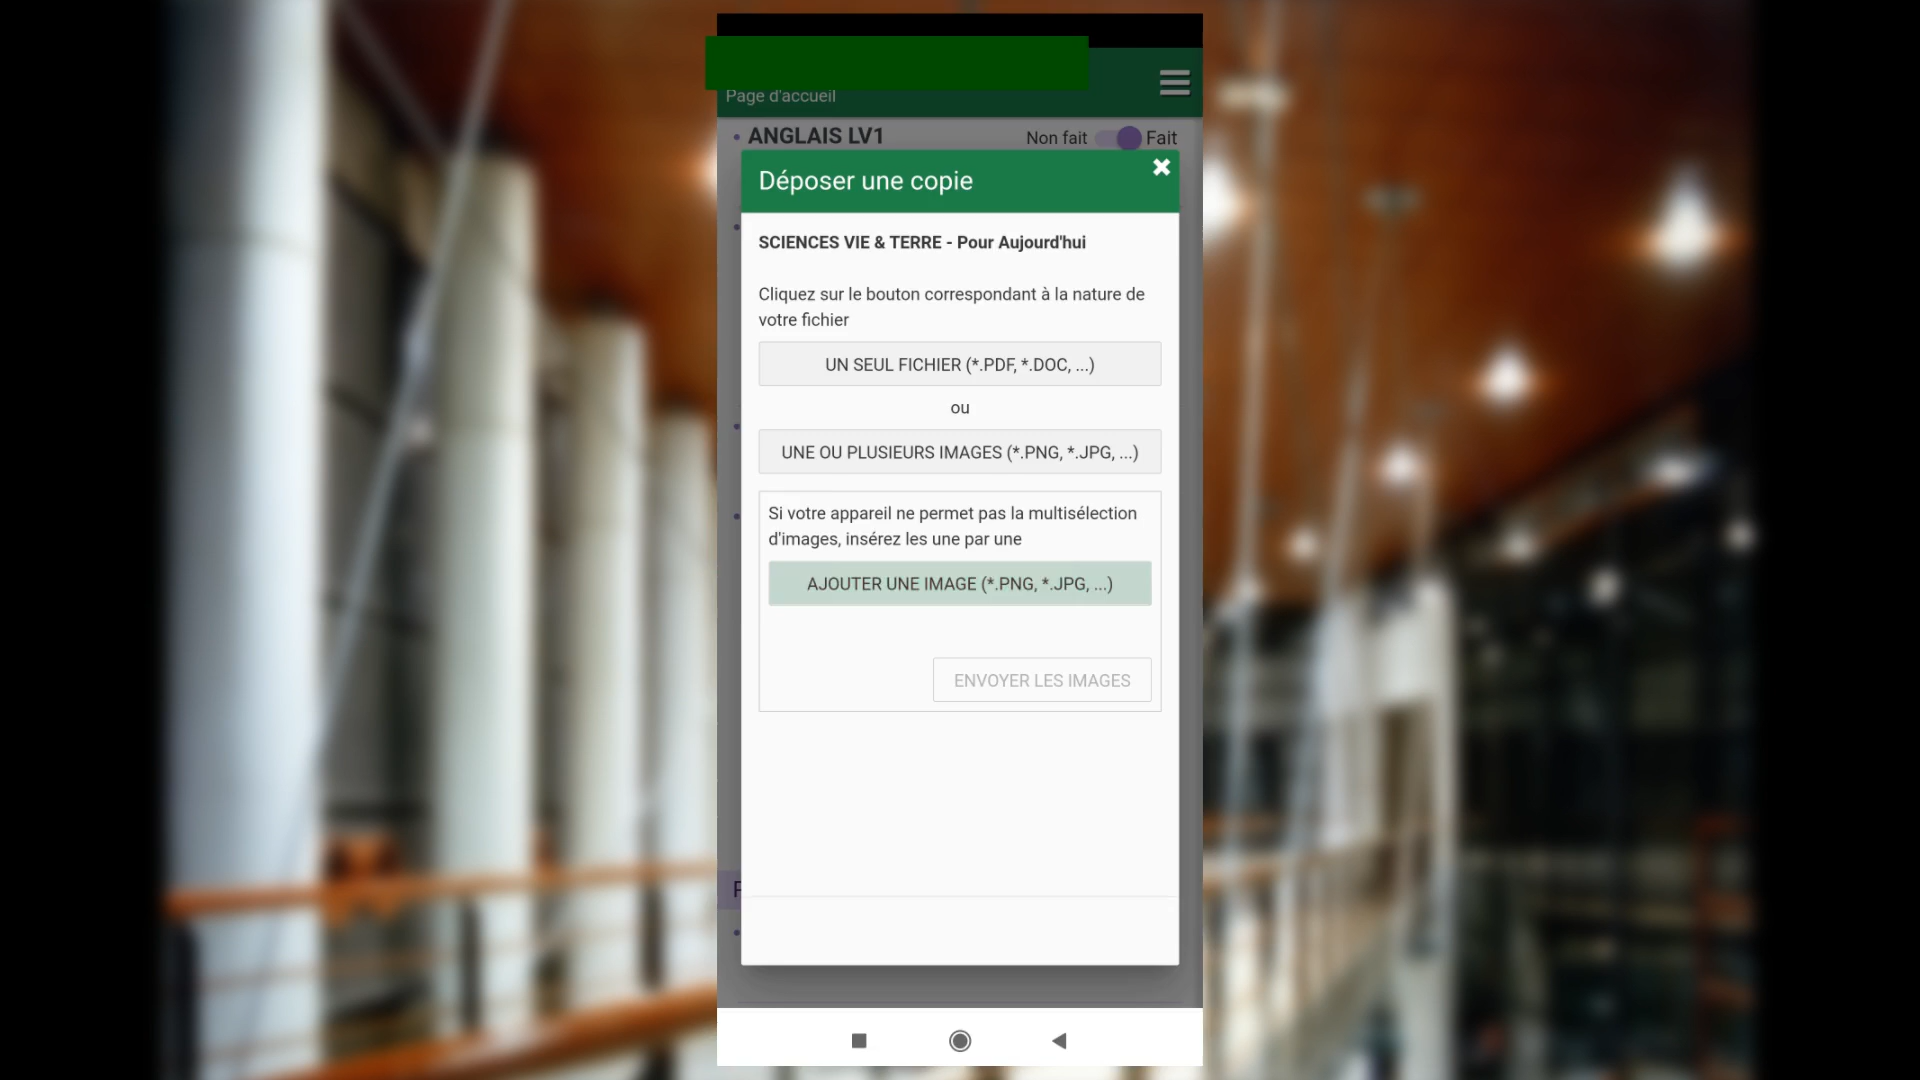 Page d'accueil
ANGLAIS LV1
Non fait Fait
Déposer une copie
SCIENCES VIE & TERRE - Pour Aujourd'hui
Cliquez sur le bouton correspondant à la nature de
votre fichier
UN SEUL FICHIER (*.PDF, *.DOC, ...)
ou
UNE OU PLUSIEURS IMAGES (*.PNG, *.JPG, ...)
Si votre appareil ne permet pas la multisélection
d'images, insérez les une par une
AJOUTER UNE IMAGE (*.PNG, *.JPG, ...)
ENVOYER LES IMAGES